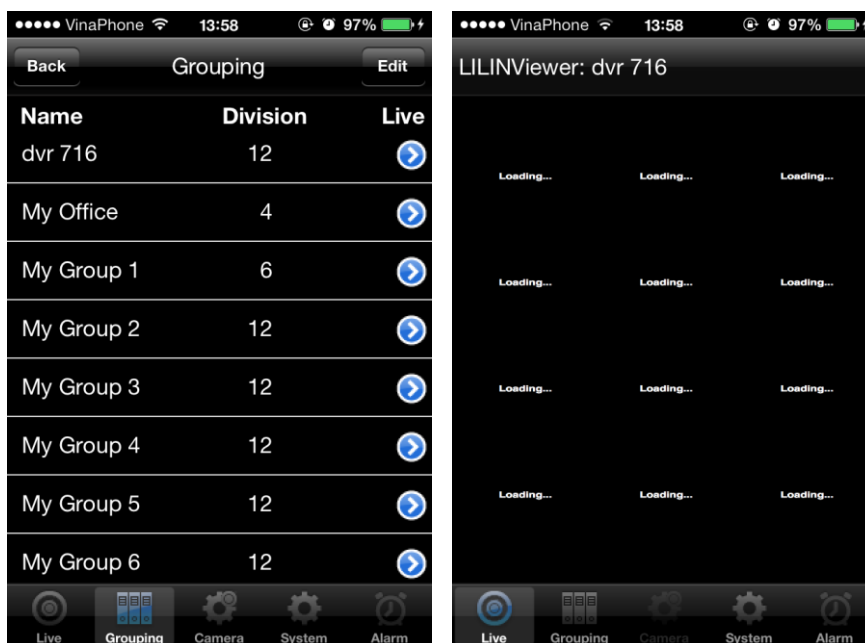 VinaPhone 13:58 97%
Back Grouping Edit
Name Division Live
dvr 716 12
My Office 4
My Group 1 6
My Group 2 12
My Group 3 12
My Group 4 12
My Group 5 12
My Group 6 12
Live Grouping Camera System Alarm
VinaPhone 13:58 97%
LILINViewer: dvr 716
Loading... Loading... Loading...
Loading... Loading... Loading...
Loading... Loading... Loading...
Loading... Loading... Loading...
Live Grouping Camera System Alarm